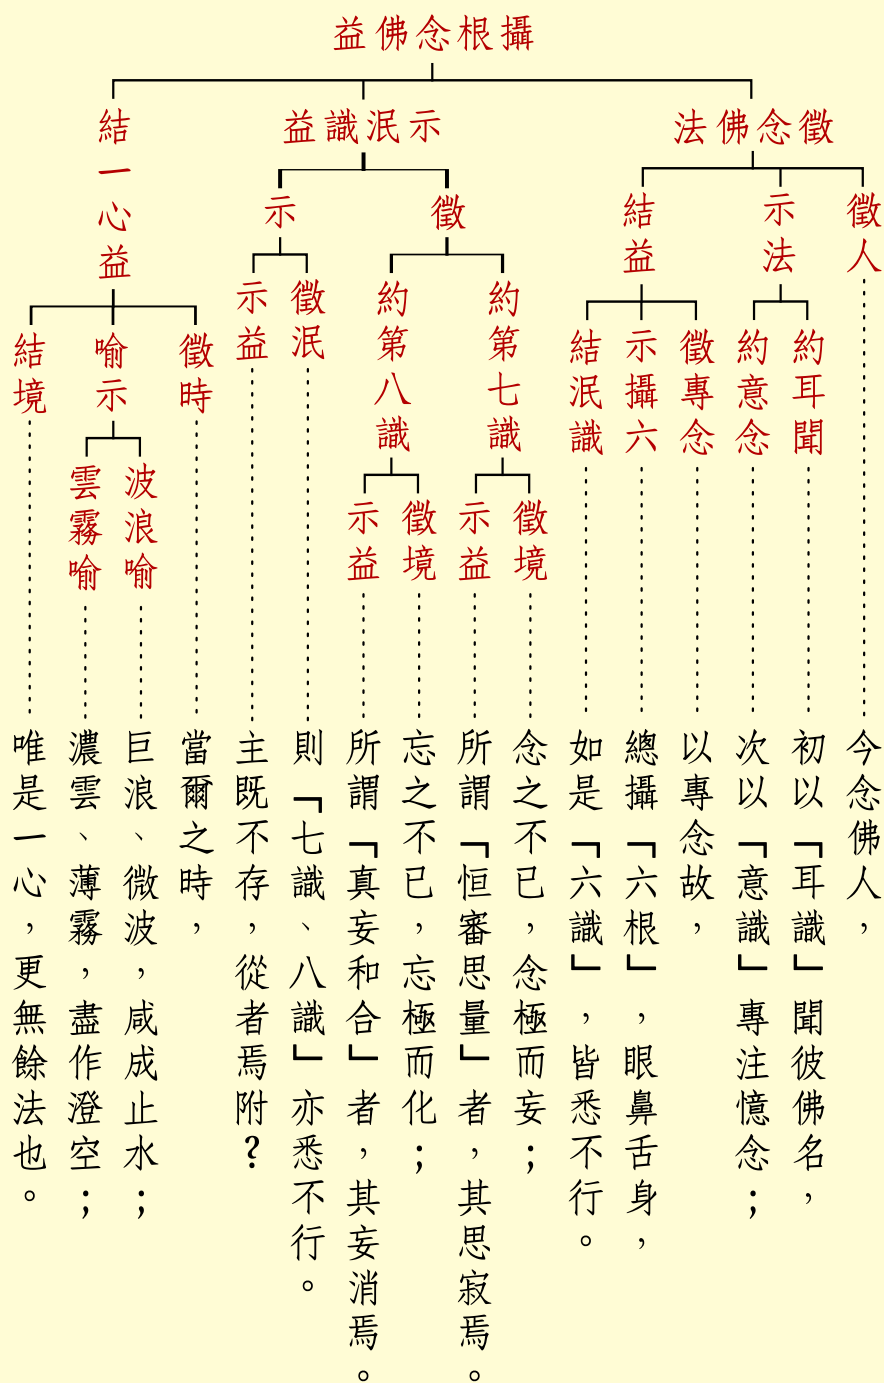 攝根念佛益
徵念佛法
示泯識益
結一心益
徵人
示法
結益
徵
示
約耳聞
約意念
徵專念
示攝六
結泯識
約第七識
約第八識
徵泯
示益
徵時
喻示
結境
徵境
示益
徵境
示益
波浪喻
雲霧喻
今念佛人，
初以「耳識」聞彼佛名，
次以「意識」專注憶念；
以專念故，
總攝「六根」，眼鼻舌身，
如是「六識」，皆悉不行。
念之不已，念極而妄；
所謂「恒審思量」者，其思寂焉。
忘之不已，忘極而化；
所謂「真妄和合」者，其妄消焉。
則「七識、八識」亦悉不行。
主既不存，從者焉附？
當爾之時，
巨浪、微波，咸成止水；
濃雲、薄霧，盡作澄空；
唯是一心，更無餘法也。